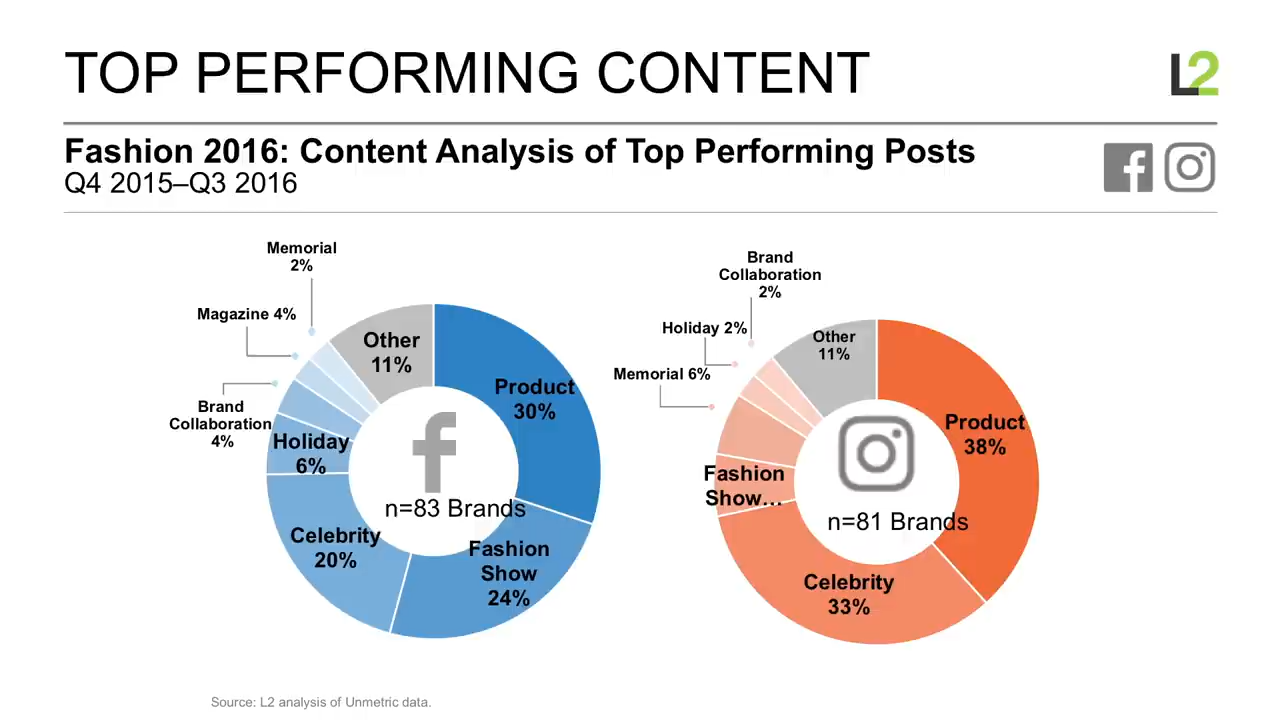 TOP PERFORMING CONTENT
L2
Fashion 2016: Content Analysis of Top Performing Posts
Q4 2015–Q3 2016
Memorial
2%
Magazine 4%
Brand
Collaboration
4%
Holiday
6%
Other
11%
Product
30%
n=83 Brands
Celebrity
20%
Fashion
Show
24%
Brand
Collaboration
2%
Holiday 2%
Memorial 6%
Other
11%
Product
38%
Fashion
Show…
n=81 Brands
Celebrity
33%
Source: L2 analysis of Unmetric data.